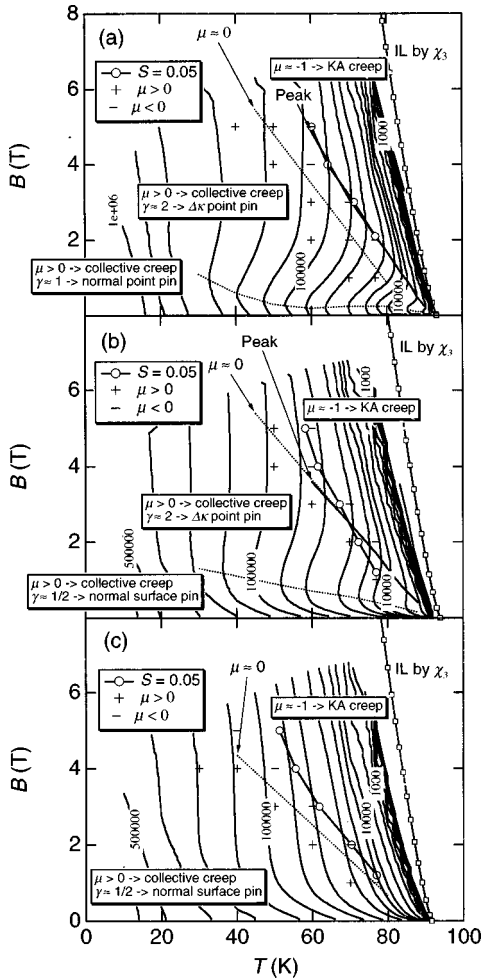 (a)
μ ≈ 0
IL by χ₃
S = 0.05
μ > 0
μ < 0
μ ≈ -1 -> KA creep
Peak
1000
μ > 0 -> collective creep
γ ≈ 2 -> Δκ point pin
1e+06
100000
μ > 0 -> collective creep
γ ≈ 1 -> normal point pin
10000
8
6
4
2
0
B (T)
(b)
Peak
IL by χ₃
S = 0.05
μ > 0
μ < 0
μ ≈ 0
1000
μ ≈ -1 -> KA creep
μ > 0 -> collective creep
γ ≈ 2 -> Δκ point pin
500000
100000
10000
μ > 0 -> collective creep
γ ≈ 1/2 -> normal surface pin
6
4
2
0
B (T)
(c)
μ ≈ 0
IL by χ₃
S = 0.05
μ > 0
μ < 0
μ ≈ -1 -> KA creep
1000
10000
500000
100000
μ > 0 -> collective creep
γ ≈ 1/2 -> normal surface pin
6
4
2
0
B (T)
0 20 40 60 80 100
T (K)